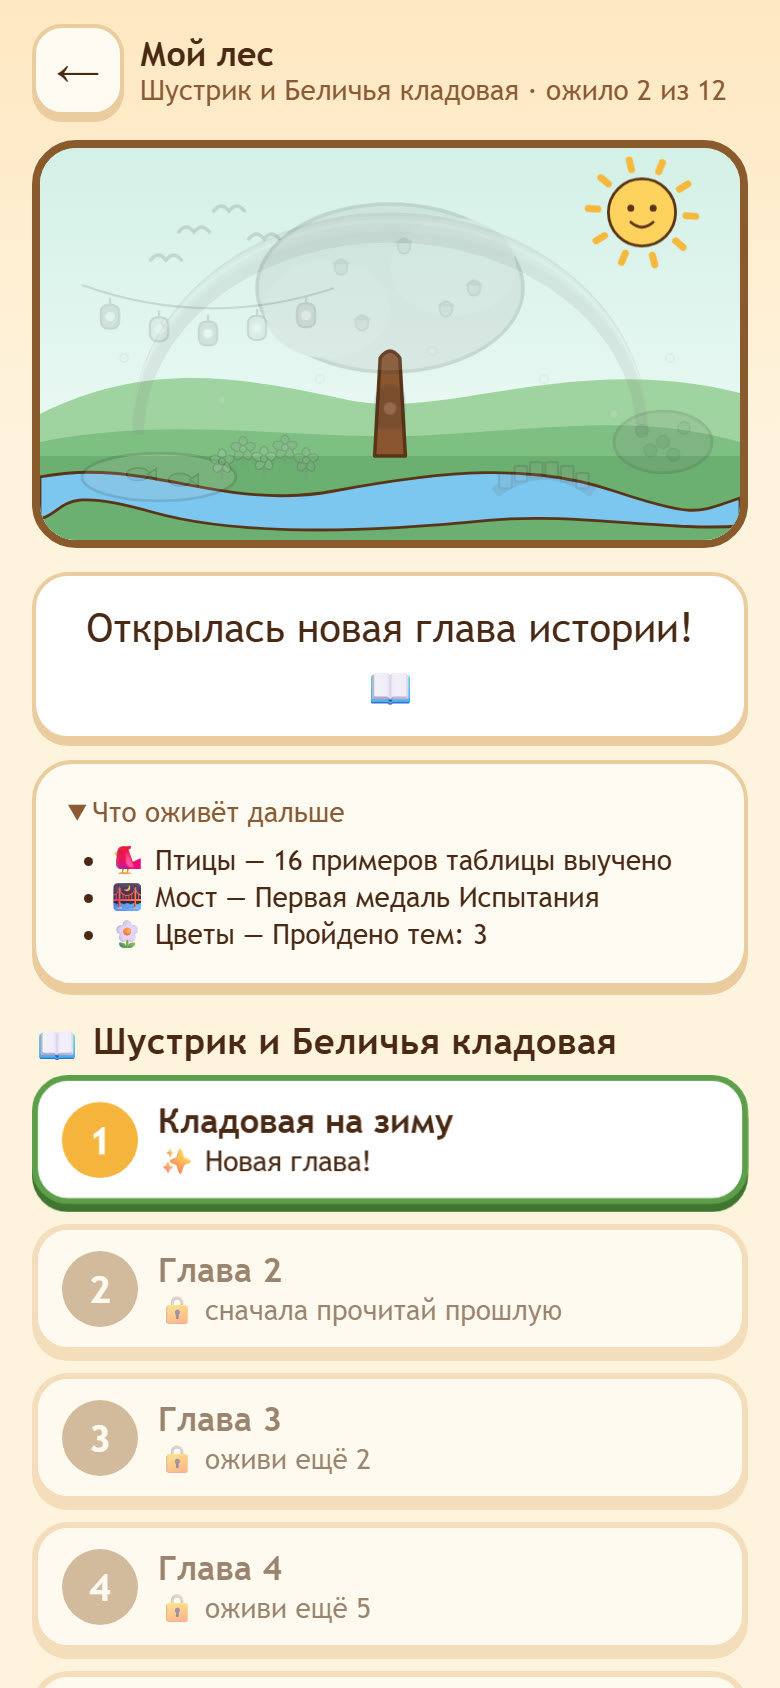 ←
Мой лес
Шустрик и Беличья кладовая · ожило 2 из 12
Открылась новая глава истории!
📖
▼ Что оживёт дальше
• 🐦 Птицы — 16 примеров таблицы выучено
• 🌉 Мост — Первая медаль Испытания
• 🌸 Цветы — Пройдено тем: 3
📖 Шустрик и Беличья кладовая
1
Кладовая на зиму
✨ Новая глава!
2
Глава 2
🔒 сначала прочитай прошлую
3
Глава 3
🔒 оживи ещё 2
4
Глава 4
🔒 оживи ещё 5